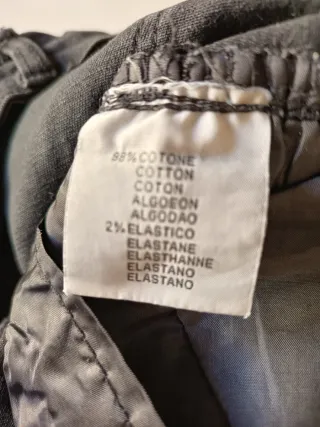 98% COTONE
COTTON
COTON
ALGOEON
ALGODAO
2% ELASTICO
ELASTANE
ELASTHANNE
ELASTANO
ELASTANO